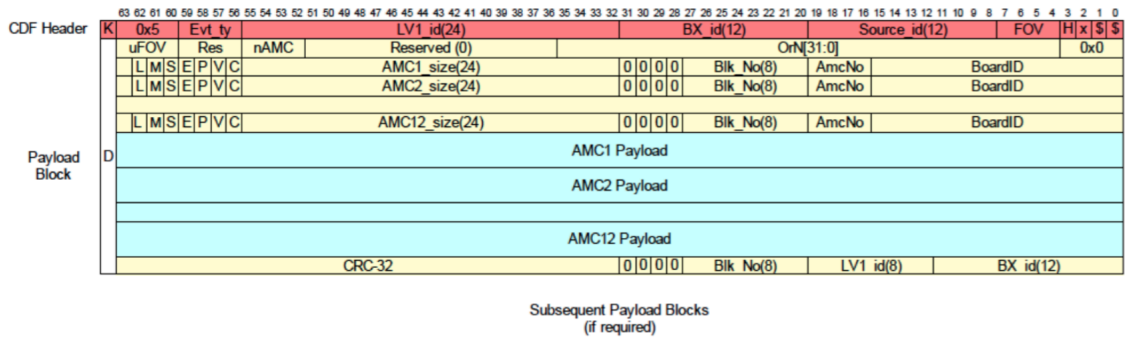 63 62 61 60 59 58 57 56 55 54 53 52 51 50 49 48 47 46 45 44 43 42 41 40 39 38 37 36 35 34 33 32 31 30 29 28 27 26 25 24 23 22 21 20 19 18 17 16 15 14 13 12 11 10 9 8 7 6 5 4 3 2 1 0
CDF Header K 0x5 Evt_ty LV1_id(24) BX_id(12) Source_id(12) FOV H x $ $
uFOV Res nAMC Reserved (0) OrN[31:0] 0x0
L M S E P V C AMC1_size(24) 0 0 0 0 Blk_No(8) AmcNo BoardID
L M S E P V C AMC2_size(24) 0 0 0 0 Blk_No(8) AmcNo BoardID
L M S E P V C AMC12_size(24) 0 0 0 0 Blk_No(8) AmcNo BoardID
Payload Block D
AMC1 Payload
AMC2 Payload
AMC12 Payload
CRC-32 0 0 0 0 Blk_No(8) LV1_id(8) BX_id(12)
Subsequent Payload Blocks
(if required)